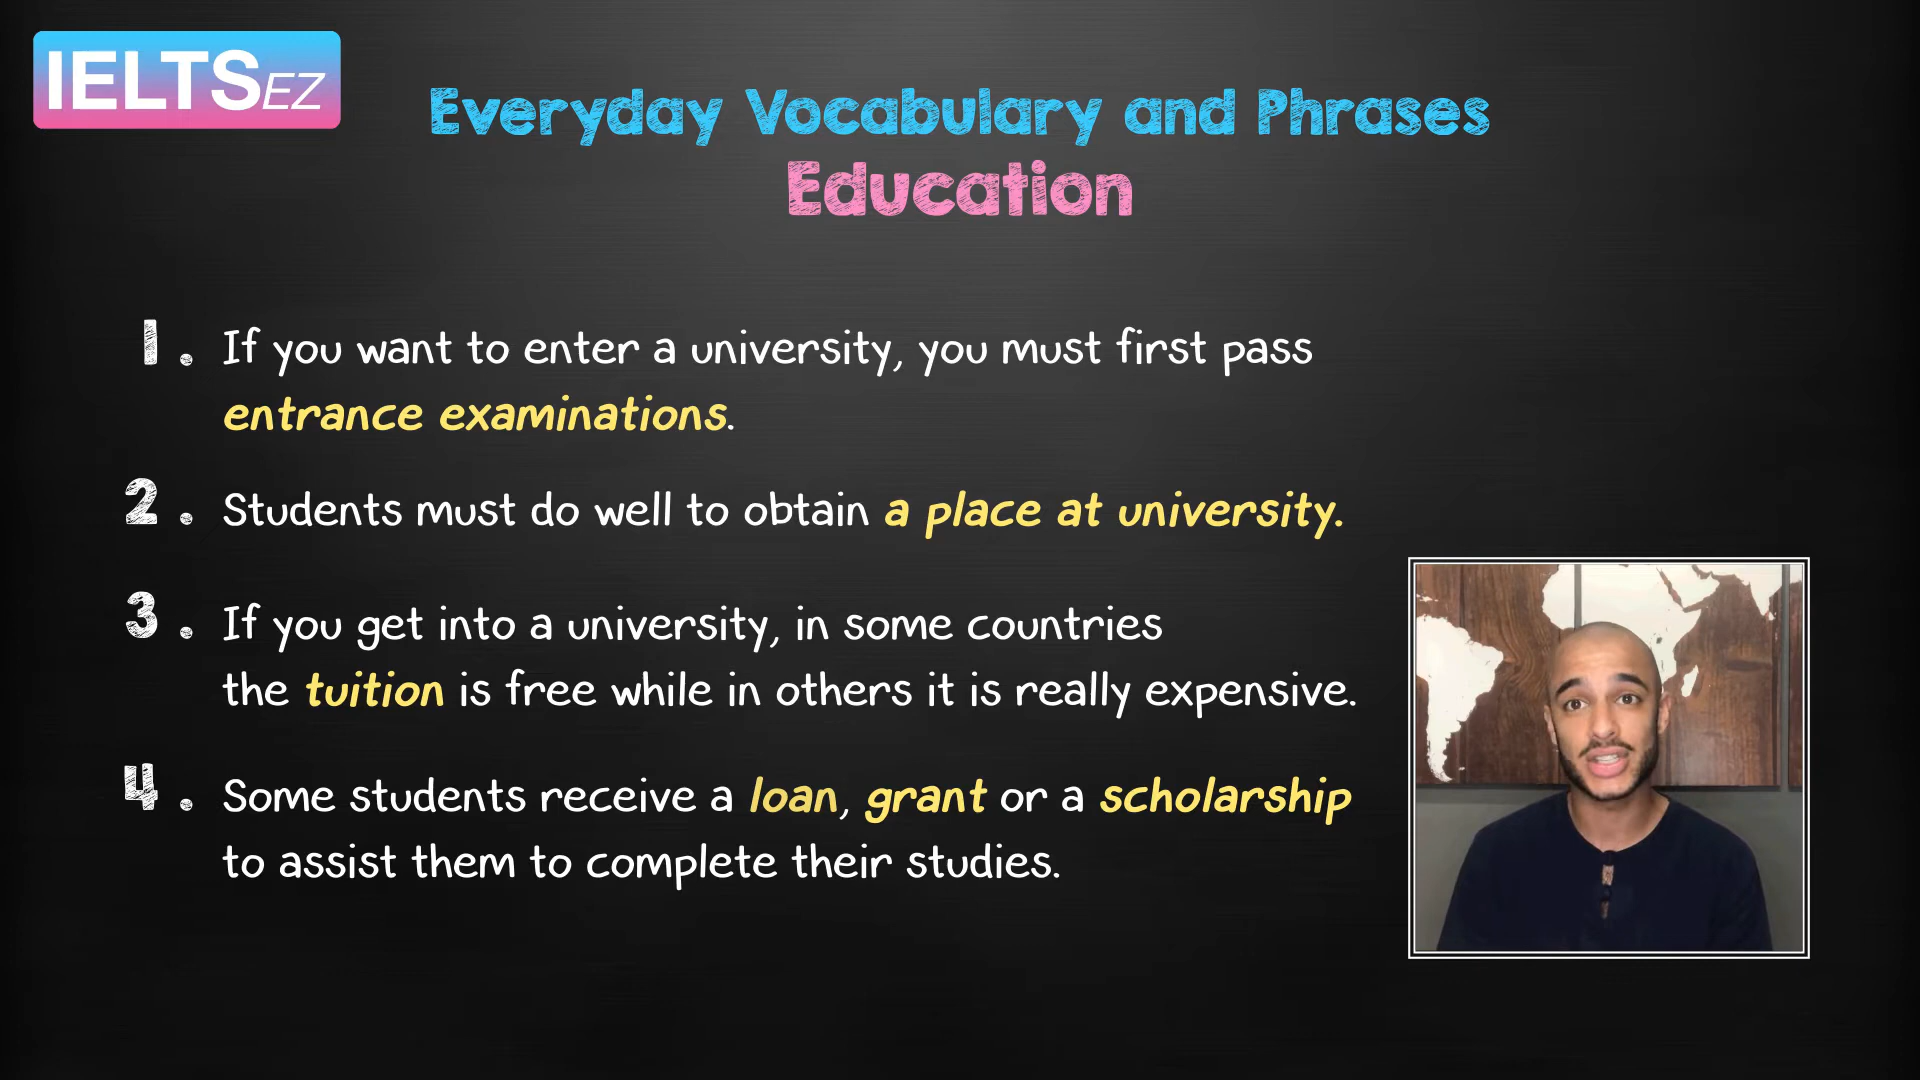 IELTSEZ
Everyday Vocabulary and Phrases
Education
1. If you want to enter a university, you must first pass
entrance examinations.
2. Students must do well to obtain a place at university.
3. If you get into a university, in some countries
the tuition is free while in others it is really expensive.
4. Some students receive a loan, grant or a scholarship
to assist them to complete their studies.